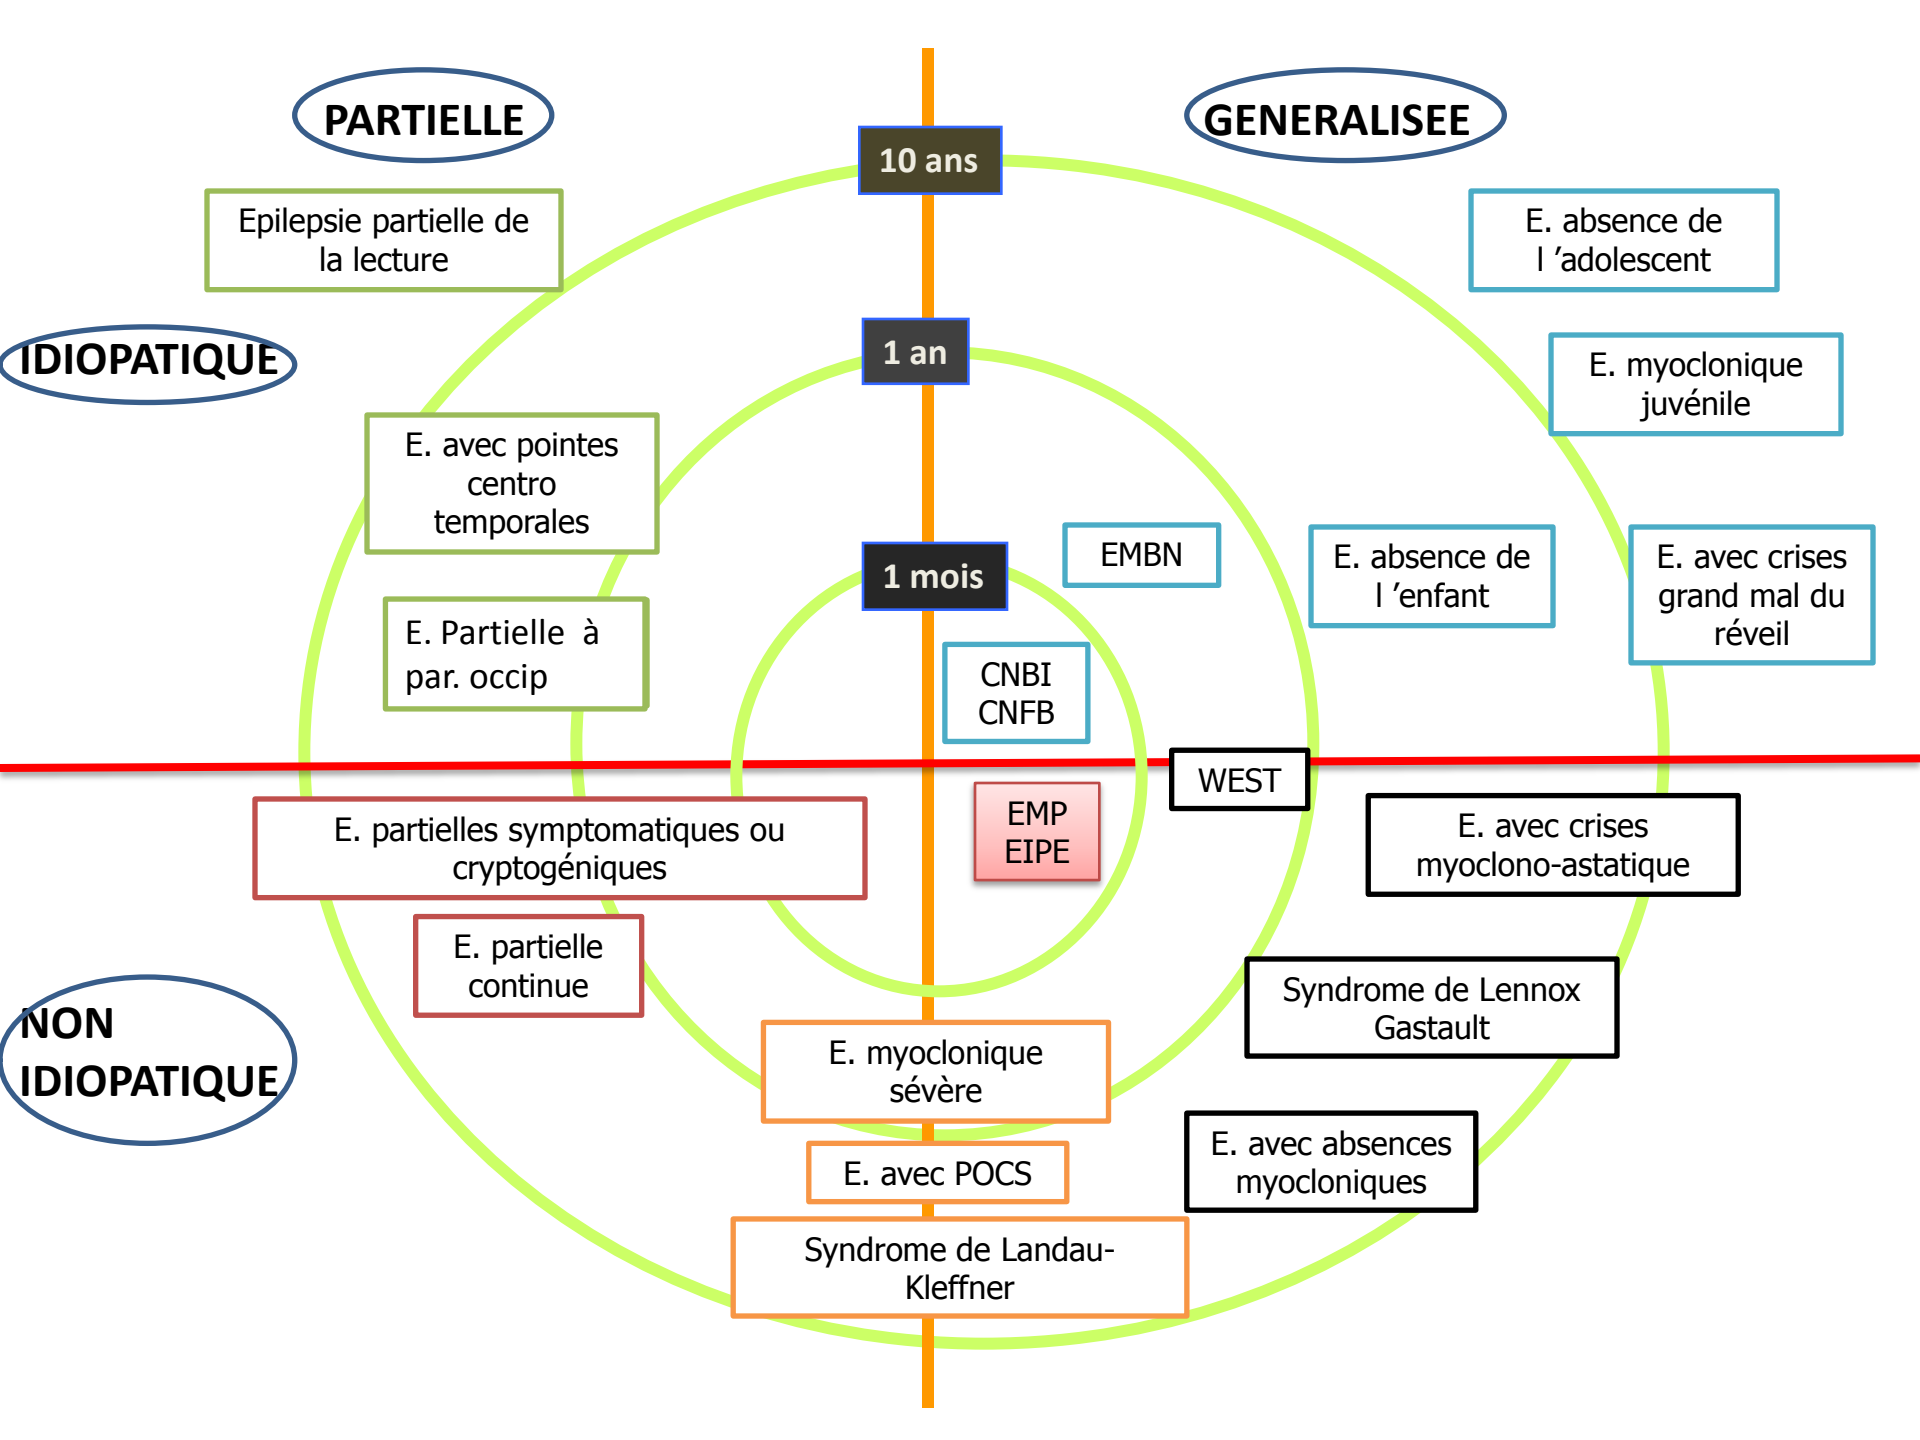 PARTIELLE
GENERALISEE
10 ans
Epilepsie partielle de
la lecture
E. absence de
l ’adolescent
IDIOPATIQUE
1 an
E. myoclonique
juvénile
E. avec pointes
centro
temporales
EMBN
1 mois
E. absence de
l ’enfant
E. avec crises
grand mal du
réveil
E. Partielle à
par. occip
CNBI
CNFB
WEST
E. partielles symptomatiques ou
cryptogéniques
EMP
EIPE
E. avec crises
myoclono-astatique
E. partielle
continue
Syndrome de Lennox
Gastault
NON
IDIOPATIQUE
E. myoclonique
sévère
E. avec absences
myocloniques
E. avec POCS
Syndrome de Landau-
Kleffner